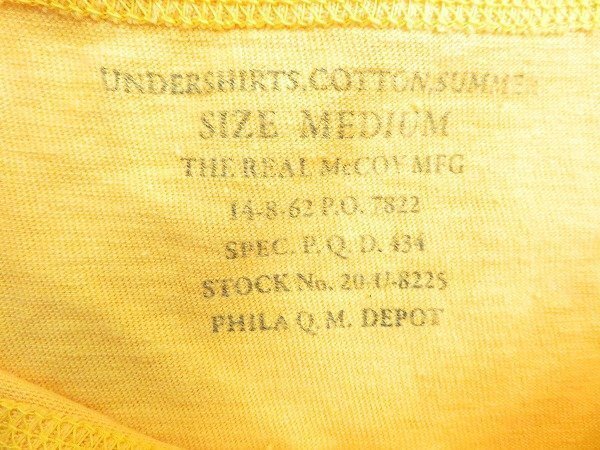 UNDERSHIRTS, COTTON, SUMMER
SIZE MEDIUM
THE REAL McCOY MFG
14-8-62 P.O. 7822
SPEC. P. Q. D. 434
STOCK No. 20-U-8225
PHILA Q. M. DEPOT